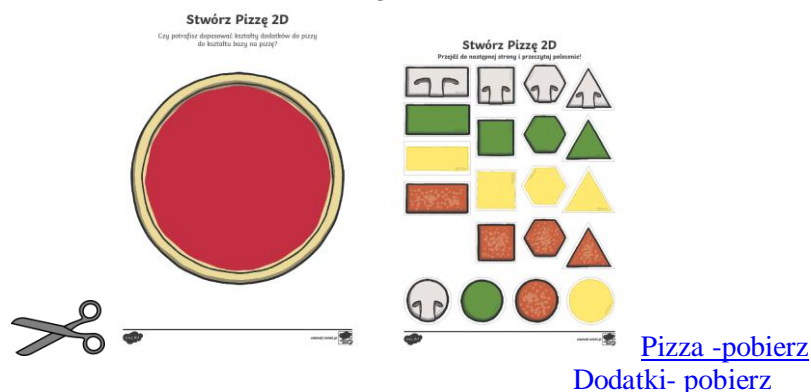 Stwórz Pizzę 2D
Czy potrafisz dopasować kształty dodatków do pizzy
do kształtu bazy na pizzę?
Stwórz Pizzę 2D
Przejdź do następnej strony i przeczytaj polecenie!
Pizza -pobierz
Dodatki- pobierz